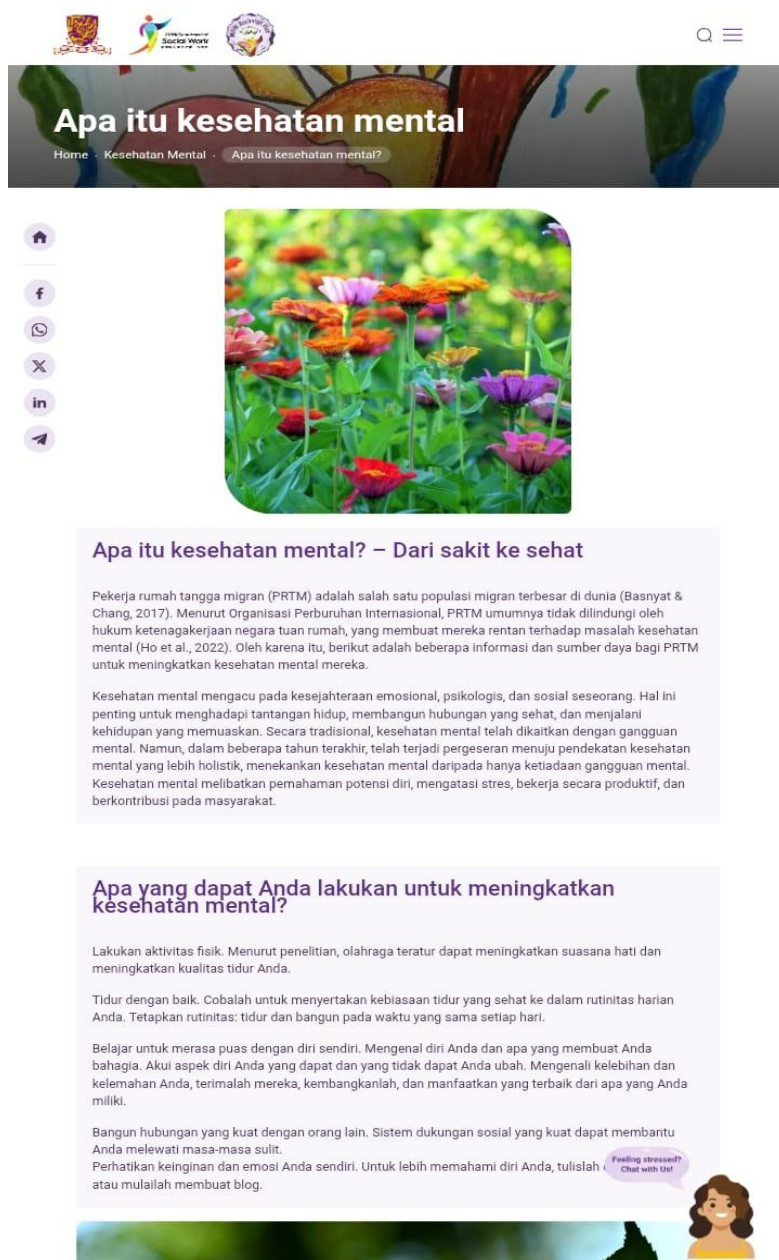 Social Work
Apa itu kesehatan mental
Home · Kesehatan Mental · Apa itu kesehatan mental?
Apa itu kesehatan mental? – Dari sakit ke sehat
Pekerja rumah tangga migran (PRTM) adalah salah satu populasi migran terbesar di dunia (Basnyat &
Chang, 2017). Menurut Organisasi Perburuhan Internasional, PRTM umumnya tidak dilindungi oleh
hukum ketenagakerjaan negara tuan rumah, yang membuat mereka rentan terhadap masalah kesehatan
mental (Ho et al., 2022). Oleh karena itu, berikut adalah beberapa informasi dan sumber daya bagi PRTM
untuk meningkatkan kesehatan mental mereka.
Kesehatan mental mengacu pada kesejahteraan emosional, psikologis, dan sosial seseorang. Hal ini
penting untuk menghadapi tantangan hidup, membangun hubungan yang sehat, dan menjalani
kehidupan yang memuaskan. Secara tradisional, kesehatan mental telah dikaitkan dengan gangguan
mental. Namun, dalam beberapa tahun terakhir, telah terjadi pergeseran menuju pendekatan kesehatan
mental yang lebih holistik, menekankan kesehatan mental daripada hanya ketiadaan gangguan mental.
Kesehatan mental melibatkan pemahaman potensi diri, mengatasi stres, bekerja secara produktif, dan
berkontribusi pada masyarakat.
Apa yang dapat Anda lakukan untuk meningkatkan
kesehatan mental?
Lakukan aktivitas fisik. Menurut penelitian, olahraga teratur dapat meningkatkan suasana hati dan
meningkatkan kualitas tidur Anda.
Tidur dengan baik. Cobalah untuk menyertakan kebiasaan tidur yang sehat ke dalam rutinitas harian
Anda. Tetapkan rutinitas: tidur dan bangun pada waktu yang sama setiap hari.
Belajar untuk merasa puas dengan diri sendiri. Mengenal diri Anda dan apa yang membuat Anda
bahagia. Akui aspek diri Anda yang dapat dan yang tidak dapat Anda ubah. Mengenali kelebihan dan
kelemahan Anda, terimalah mereka, kembangkanlah, dan manfaatkan yang terbaik dari apa yang Anda
miliki.
Bangun hubungan yang kuat dengan orang lain. Sistem dukungan sosial yang kuat dapat membantu
Anda melewati masa-masa sulit.
Perhatikan keinginan dan emosi Anda sendiri. Untuk lebih memahami diri Anda, tulislah
atau mulailah membuat blog.
Feeling stressed?
Chat with Us!